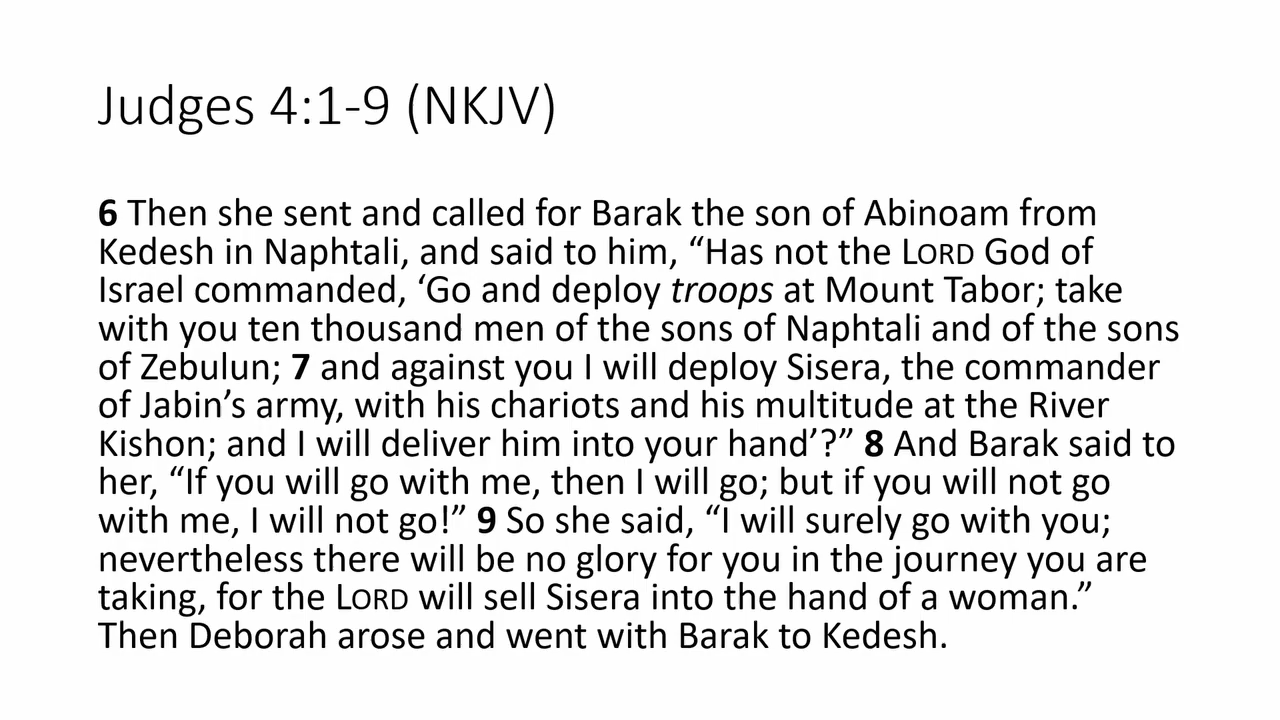 Judges 4:1-9 (NKJV)
6 Then she sent and called for Barak the son of Abinoam from
Kedesh in Naphtali, and said to him, “Has not the LORD God of
Israel commanded, ‘Go and deploy troops at Mount Tabor; take
with you ten thousand men of the sons of Naphtali and of the sons
of Zebulun; 7 and against you I will deploy Sisera, the commander
of Jabin’s army, with his chariots and his multitude at the River
Kishon; and I will deliver him into your hand’?” 8 And Barak said to
her, “If you will go with me, then I will go; but if you will not go
with me, I will not go!” 9 So she said, “I will surely go with you;
nevertheless there will be no glory for you in the journey you are
taking, for the LORD will sell Sisera into the hand of a woman.”
Then Deborah arose and went with Barak to Kedesh.